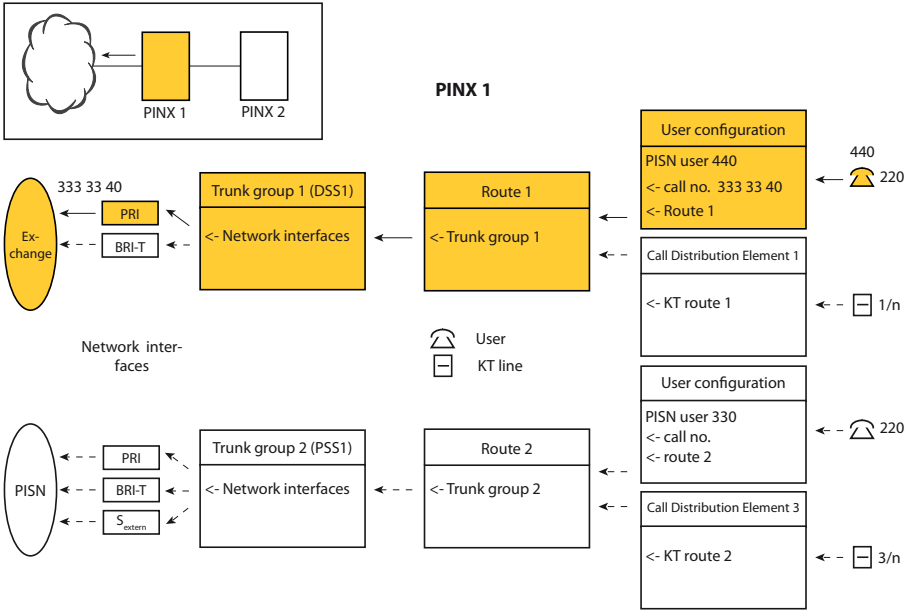 PINX 1
PINX 2
PINX 1
User configuration
PISN user 440
<- call no. 333 33 40
<- Route 1
440
220
333 33 40
Ex-
change
PRI
BRI-T
Trunk group 1 (DSS1)
<- Network interfaces
Route 1
<- Trunk group 1
Call Distribution Element 1
<- KT route 1
1/n
Network inter-
faces
User
KT line
User configuration
PISN user 330
<- call no.
<- route 2
220
PISN
PRI
BRI-T
S extern
Trunk group 2 (PSS1)
<- Network interfaces
Route 2
<- Trunk group 2
Call Distribution Element 3
<- KT route 2
3/n